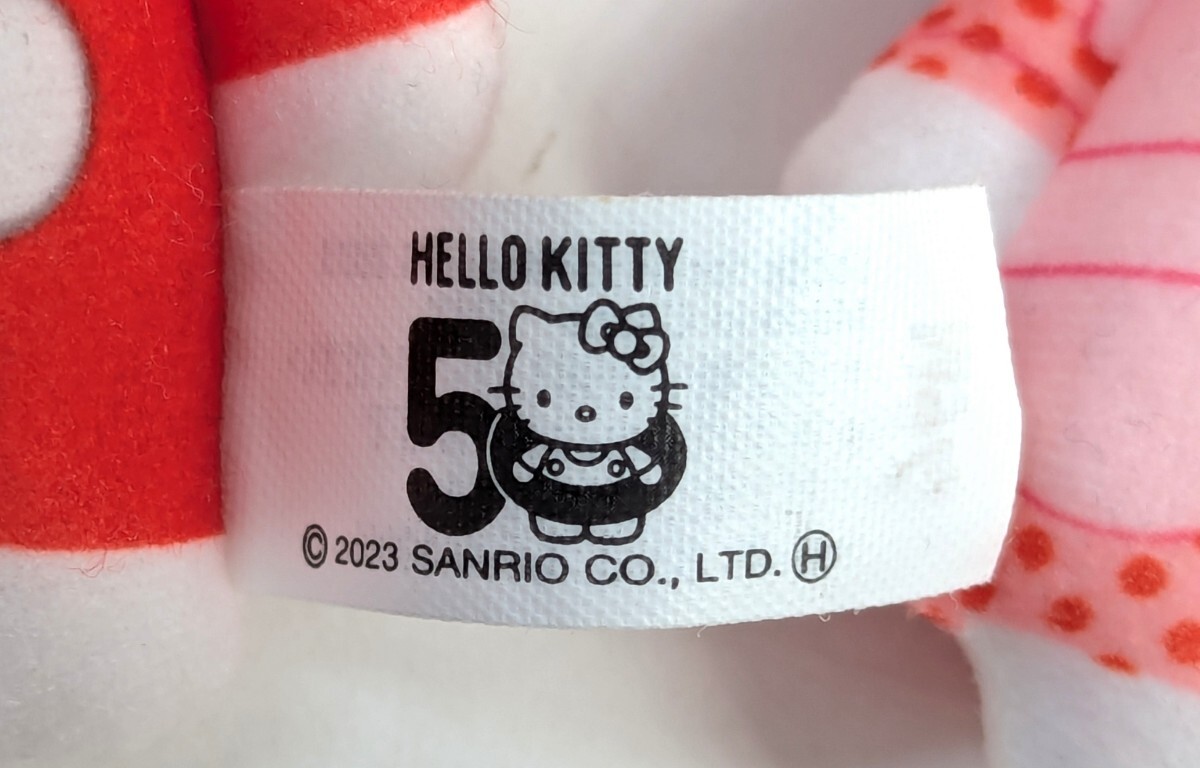 HELLO KITTY
50
© 2023 SANRIO CO., LTD. Ⓗ